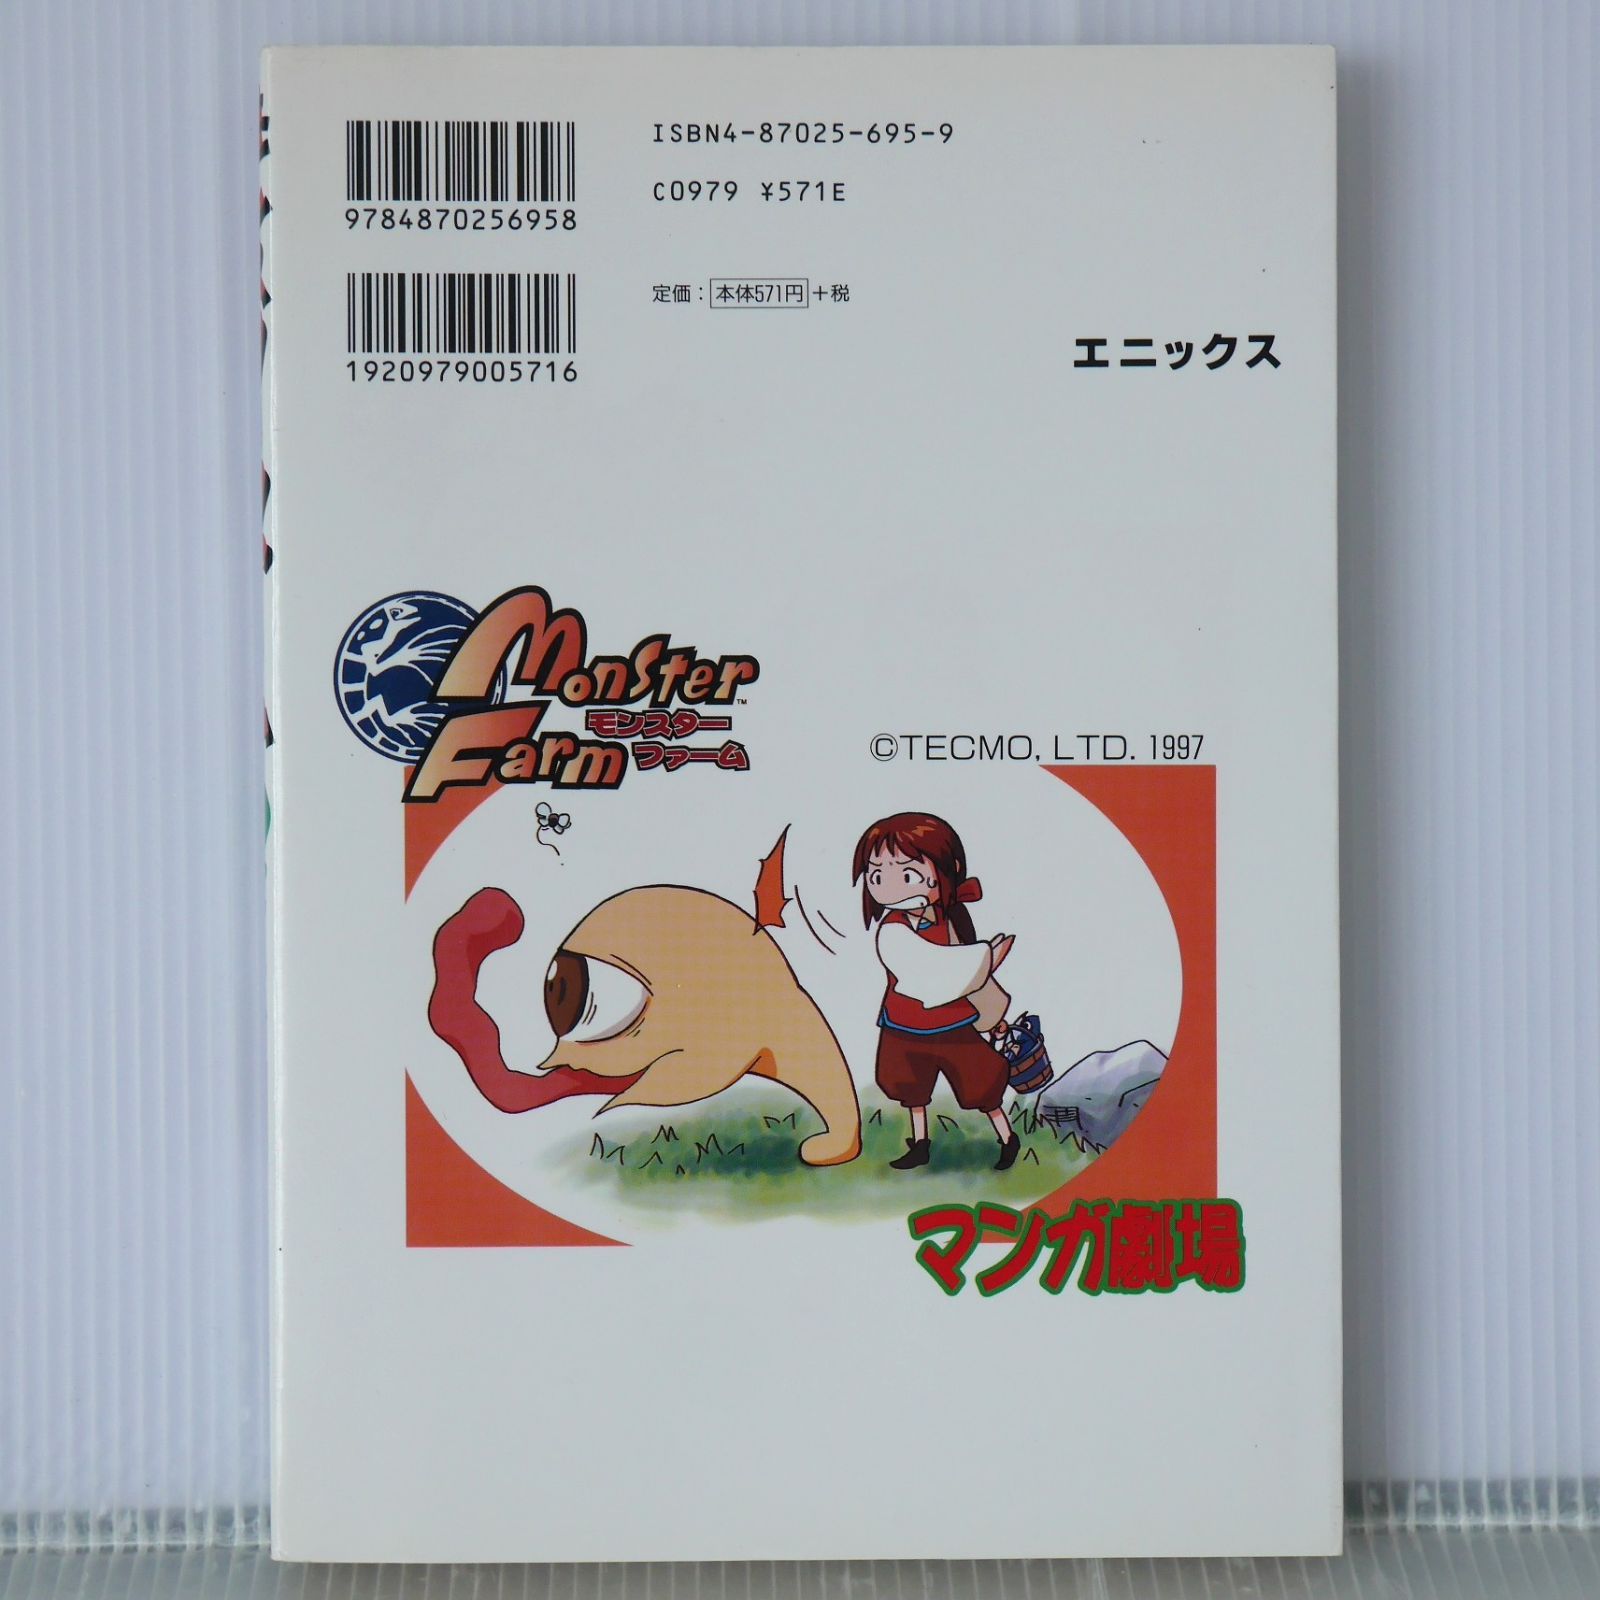 ISBN4-87025-695-9
C0979 ¥571E
9784870256958
定価：本体571円+税
1920979005716
エニックス
Monster
モンスター
Farm ファーム
TM
©TECMO, LTD. 1997
マンガ劇場